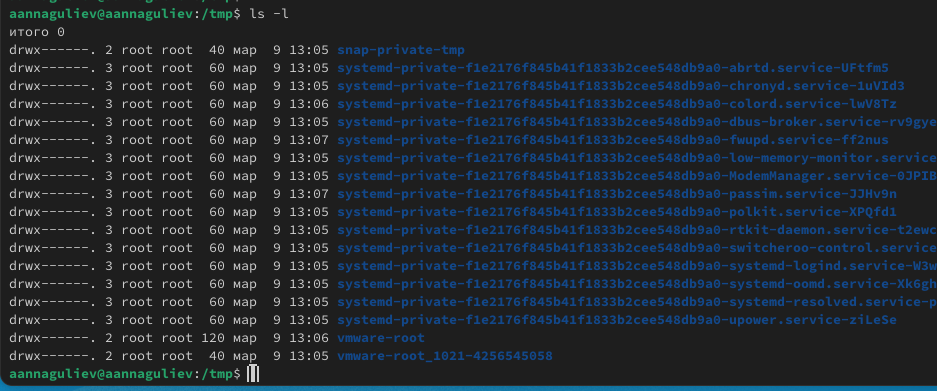 aannaguliev@aannaguliev:/tmp$ ls -l
итого 0
drwx------. 2 root root  40 мар  9 13:05 snap-private-tmp
drwx------. 3 root root  60 мар  9 13:05 systemd-private-f1e2176f845b41f1833b2cee548db9a0-abrtd.service-UFtfm5
drwx------. 3 root root  60 мар  9 13:05 systemd-private-f1e2176f845b41f1833b2cee548db9a0-chronyd.service-1uVId3
drwx------. 3 root root  60 мар  9 13:06 systemd-private-f1e2176f845b41f1833b2cee548db9a0-colord.service-lwV8Tz
drwx------. 3 root root  60 мар  9 13:05 systemd-private-f1e2176f845b41f1833b2cee548db9a0-dbus-broker.service-rv9gye
drwx------. 3 root root  60 мар  9 13:07 systemd-private-f1e2176f845b41f1833b2cee548db9a0-fwupd.service-ff2nus
drwx------. 3 root root  60 мар  9 13:05 systemd-private-f1e2176f845b41f1833b2cee548db9a0-low-memory-monitor.service
drwx------. 3 root root  60 мар  9 13:05 systemd-private-f1e2176f845b41f1833b2cee548db9a0-ModemManager.service-0JPIB
drwx------. 3 root root  60 мар  9 13:07 systemd-private-f1e2176f845b41f1833b2cee548db9a0-passim.service-JJHv9n
drwx------. 3 root root  60 мар  9 13:05 systemd-private-f1e2176f845b41f1833b2cee548db9a0-polkit.service-XPQfd1
drwx------. 3 root root  60 мар  9 13:05 systemd-private-f1e2176f845b41f1833b2cee548db9a0-rtkit-daemon.service-t2ewc
drwx------. 3 root root  60 мар  9 13:05 systemd-private-f1e2176f845b41f1833b2cee548db9a0-switcheroo-control.service
drwx------. 3 root root  60 мар  9 13:05 systemd-private-f1e2176f845b41f1833b2cee548db9a0-systemd-logind.service-W3w
drwx------. 3 root root  60 мар  9 13:05 systemd-private-f1e2176f845b41f1833b2cee548db9a0-systemd-oomd.service-Xk6gh
drwx------. 3 root root  60 мар  9 13:05 systemd-private-f1e2176f845b41f1833b2cee548db9a0-systemd-resolved.service-p
drwx------. 3 root root  60 мар  9 13:05 systemd-private-f1e2176f845b41f1833b2cee548db9a0-upower.service-ziLeSe
drwx------. 2 root root 120 мар  9 13:06 vmware-root
drwx------. 2 root root  40 мар  9 13:05 vmware-root_1021-4256545058
aannaguliev@aannaguliev:/tmp$